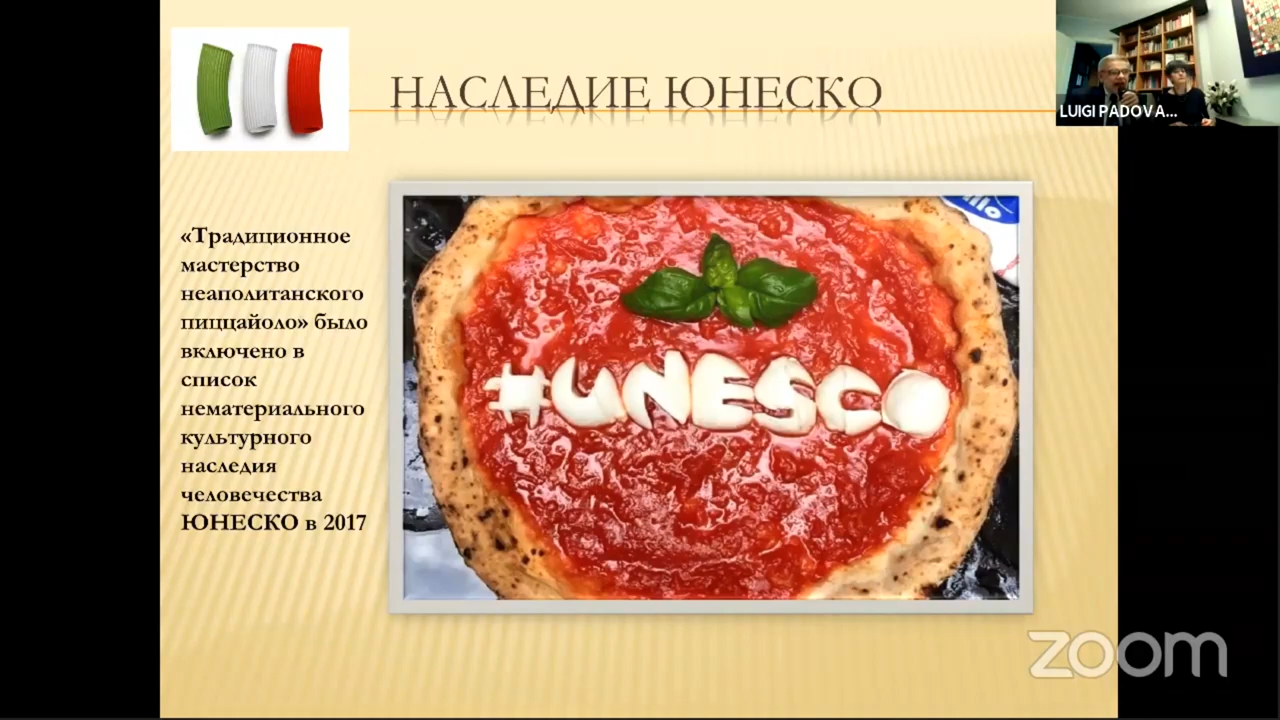 НАСЛЕДИЕ ЮНЕСКО
LUIGI PADOVA...
«Традиционное
мастерство
неаполитанского
пиццайоло» было
включено в
список
нематериального
культурного
наследия
человечества
ЮНЕСКО в 2017
#UNESCO
zoom